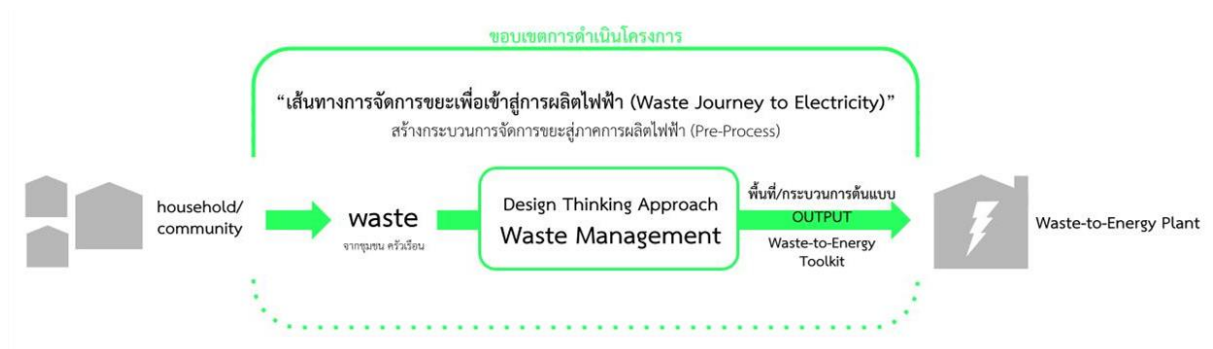 ขอบเขตการดำเนินโครงการ
“เส้นทางการจัดการขยะเพื่อเข้าสู่การผลิตไฟฟ้า (Waste Journey to Electricity)”
สร้างกระบวนการจัดการขยะสู่ภาคการผลิตไฟฟ้า (Pre-Process)
household/
community
waste
จากชุมชน ครัวเรือน
Design Thinking Approach
Waste Management
พื้นที่/กระบวนการต้นแบบ
OUTPUT
Waste-to-Energy
Toolkit
Waste-to-Energy Plant